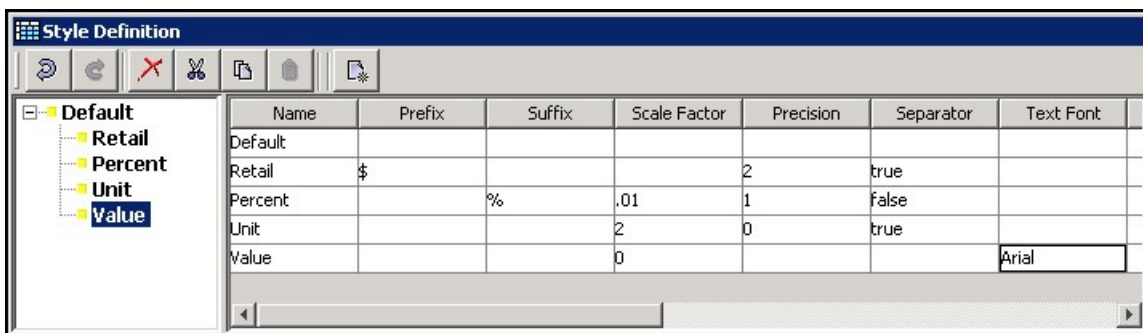 Style Definition
Default
Retail
Percent
Unit
Value
Name Prefix Suffix Scale Factor Precision Separator Text Font
Default
Retail $ 2 true
Percent % .01 1 false
Unit 2 0 true
Value 0 Arial